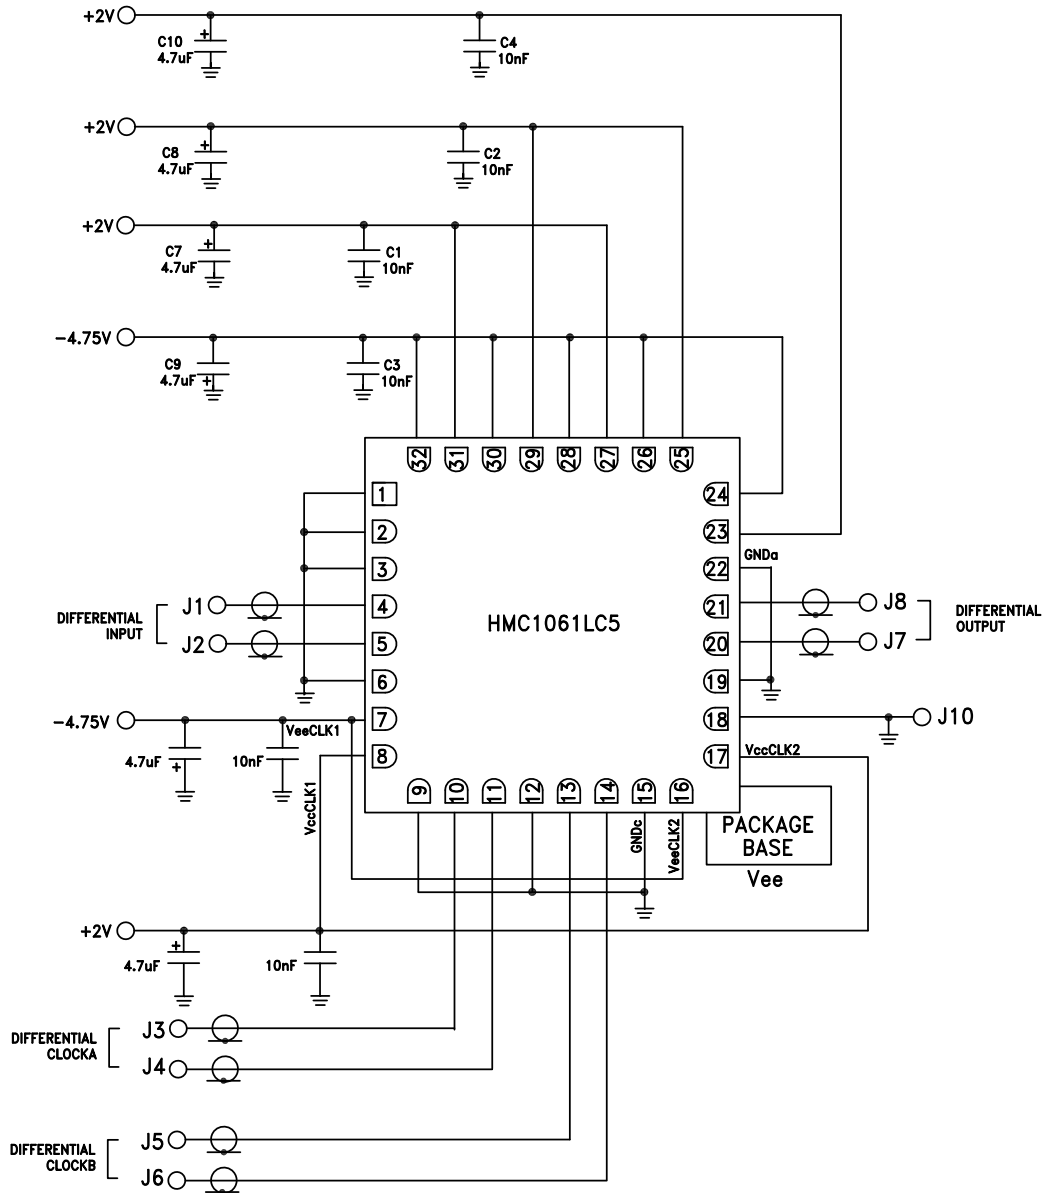 +2V
C10
4.7uF
+
C4
10nF
+2V
C8
4.7uF
+
C2
10nF
+2V
C7
4.7uF
+
C1
10nF
-4.75V
C9
4.7uF
+
C3
10nF
32
31
30
29
28
27
26
25
1
2
3
4
5
6
7
8
24
23
22
21
20
19
18
17
9
10
11
12
13
14
15
16
HMC1061LC5
GNDa
DIFFERENTIAL
INPUT
J1
J2
J8
J7
DIFFERENTIAL
OUTPUT
J10
-4.75V
VeeCLK1
4.7uF
+
10nF
VccCLK1
VccCLK2
GNDc
VeeCLK2
PACKAGE
BASE
Vee
+2V
4.7uF
+
10nF
DIFFERENTIAL
CLOCKA
J3
J4
DIFFERENTIAL
CLOCKB
J5
J6